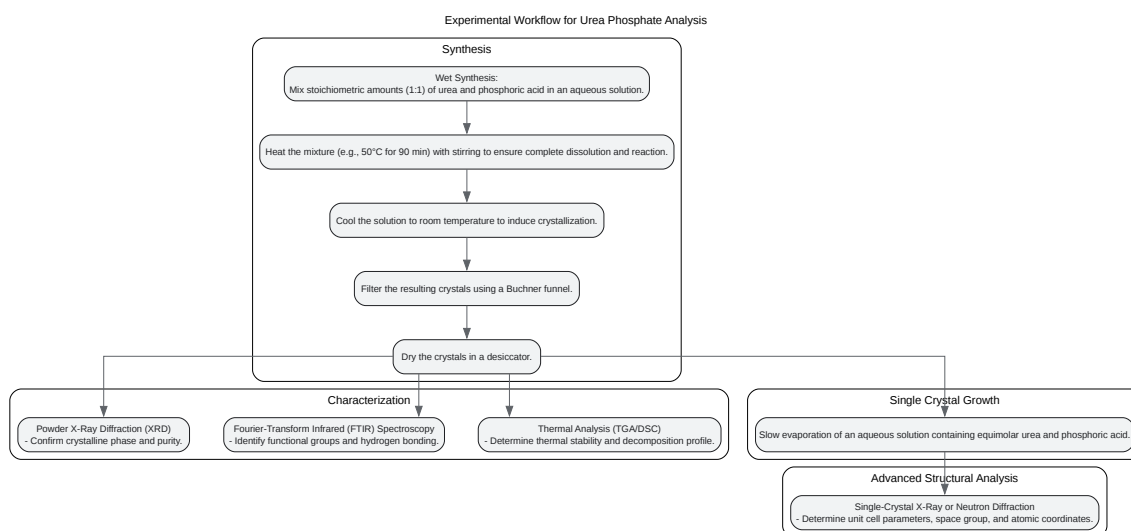 Experimental Workflow for Urea Phosphate Analysis
Synthesis
Wet Synthesis:
Mix stoichiometric amounts (1:1) of urea and phosphoric acid in an aqueous solution.
Heat the mixture (e.g., 50°C for 90 min) with stirring to ensure complete dissolution and reaction.
Cool the solution to room temperature to induce crystallization.
Filter the resulting crystals using a Buchner funnel.
Dry the crystals in a desiccator.
Characterization
Powder X-Ray Diffraction (XRD)
- Confirm crystalline phase and purity.
Fourier-Transform Infrared (FTIR) Spectroscopy
- Identify functional groups and hydrogen bonding.
Thermal Analysis (TGA/DSC)
- Determine thermal stability and decomposition profile.
Single Crystal Growth
Slow evaporation of an aqueous solution containing equimolar urea and phosphoric acid.
Advanced Structural Analysis
Single-Crystal X-Ray or Neutron Diffraction
- Determine unit cell parameters, space group, and atomic coordinates.